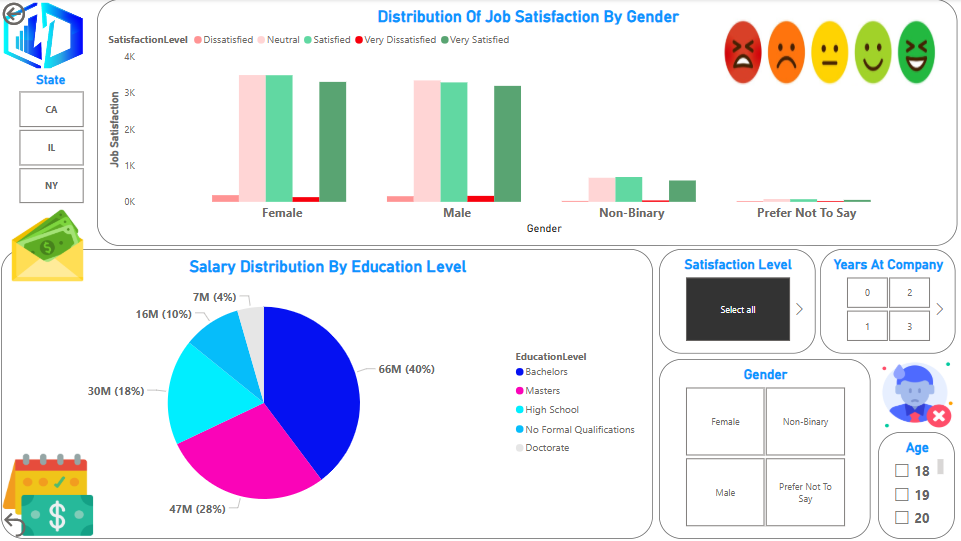 Distribution Of Job Satisfaction By Gender
SatisfactionLevel Dissatisfied Neutral Satisfied Very Dissatisfied Very Satisfied
Job Satisfaction
4K
3K
2K
1K
0K
Female Male Non-Binary Prefer Not To Say
Gender
State
CA
IL
NY
$
Salary Distribution By Education Level
7M (4%)
16M (10%)
66M (40%)
30M (18%)
47M (28%)
EducationLevel
Bachelors
Masters
High School
No Formal Qualifications
Doctorate
$
Satisfaction Level
Select all
Years At Company
0 2
1 3
Gender
Female Non-Binary
Male Prefer Not To
Say
Age
18
19
20